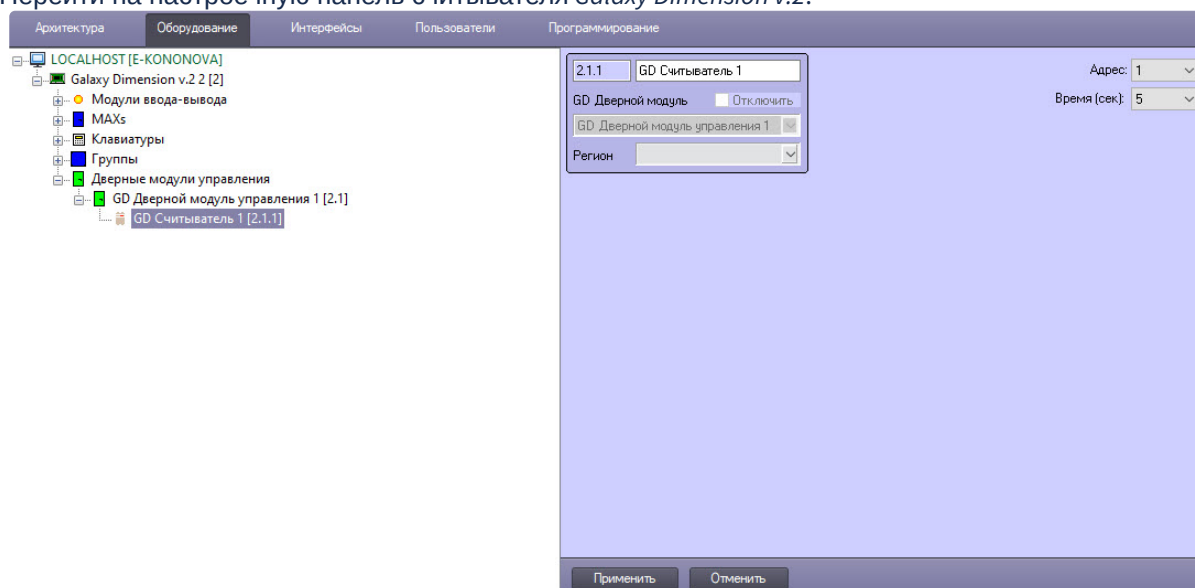 Перейти на настроечную панель считывателя Galaxy Dimension v.2.
Архитектура Оборудование Интерфейсы Пользователи Программирование
LOCALHOST [E-KONONOVA]
Galaxy Dimension v.2 2 [2]
Модули ввода-вывода
MAXs
Клавиатуры
Группы
Дверные модули управления
GD Дверной модуль управления 1 [2.1]
GD Считыватель 1 [2.1.1]
2.1.1 GD Считыватель 1
GD Дверной модуль Отключить
GD Дверной модуль управления 1
Регион
Адрес: 1
Время (сек): 5
Применить Отменить